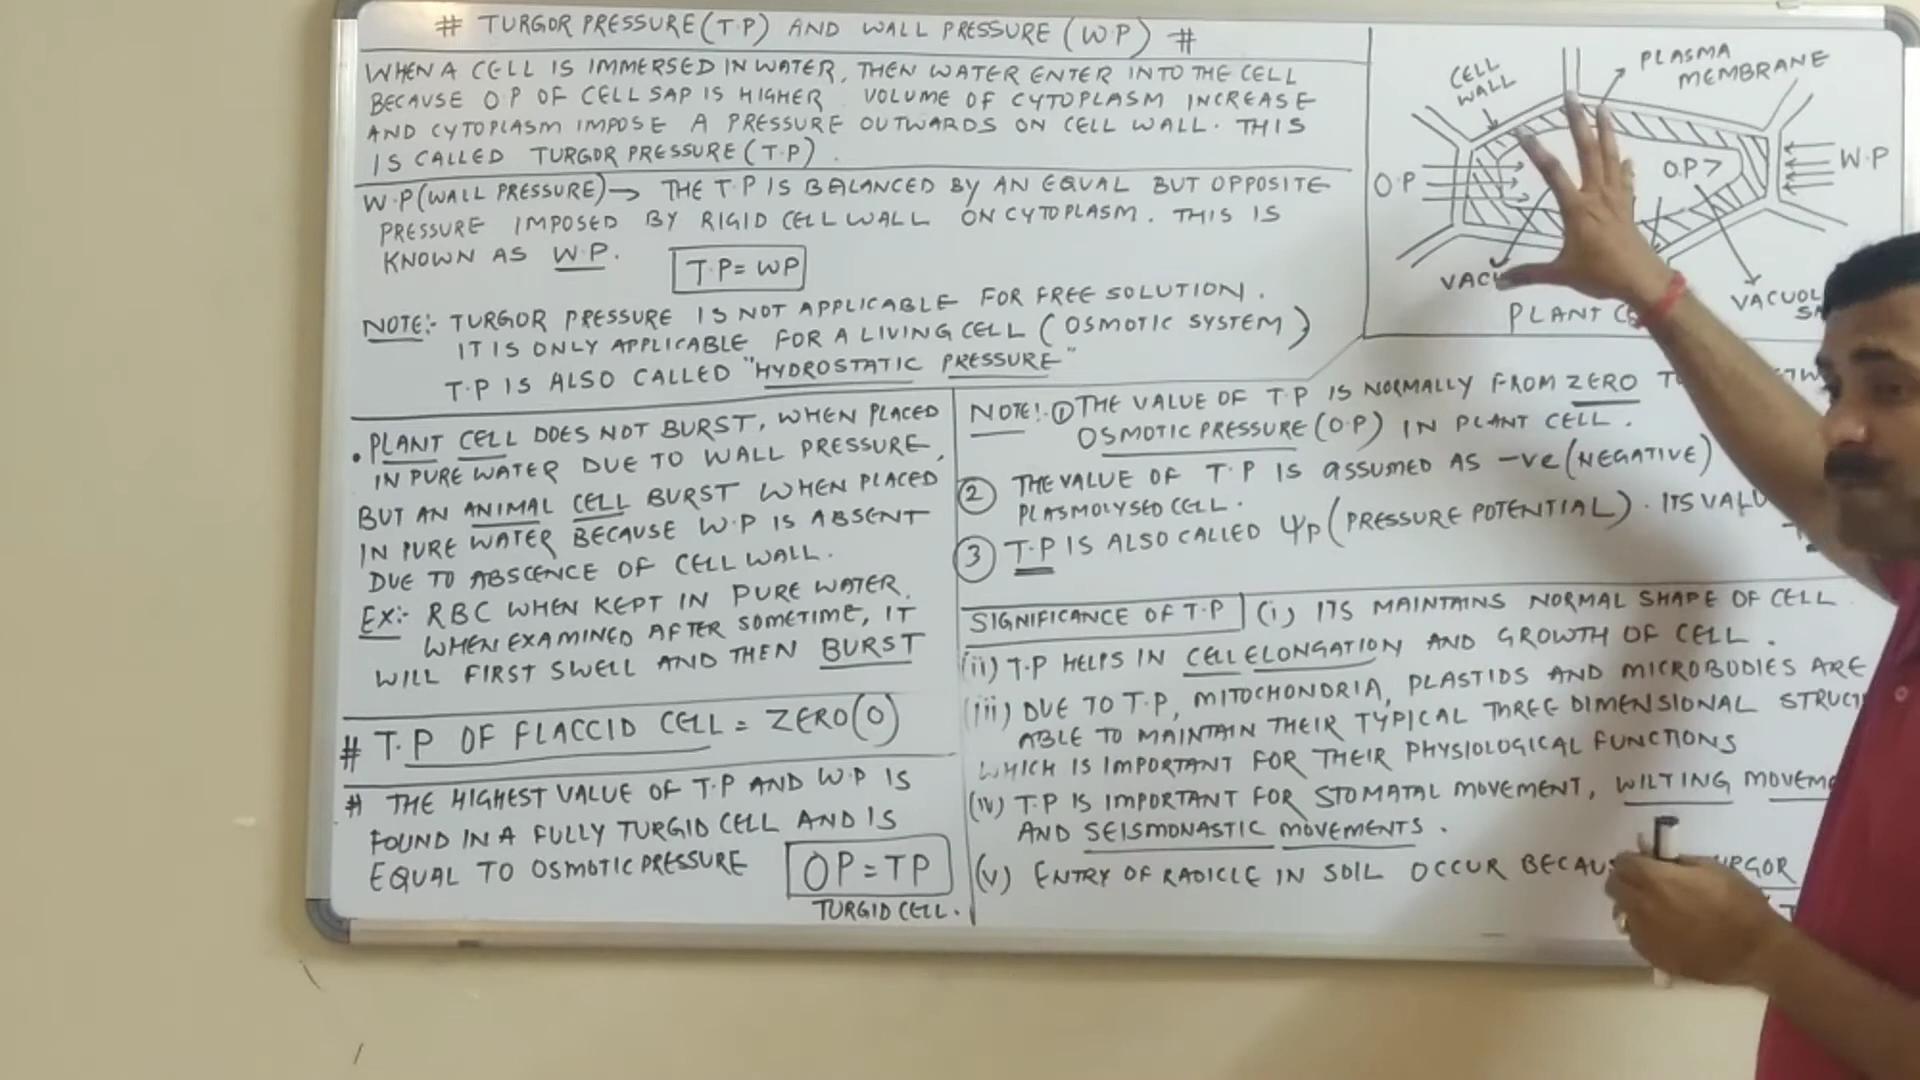 # TURGOR PRESSURE (T.P) AND WALL PRESSURE (W.P) #
WHEN A CELL IS IMMERSED IN WATER, THEN WATER ENTER INTO THE CELL
BECAUSE O.P OF CELL SAP IS HIGHER. VOLUME OF CYTOPLASM INCREASE
AND CYTOPLASM IMPOSE A PRESSURE OUTWARDS ON CELL WALL. THIS
IS CALLED TURGOR PRESSURE (T.P).
W.P (WALL PRESSURE) → THE T.P IS BALANCED BY AN EQUAL BUT OPPOSITE
PRESSURE IMPOSED BY RIGID CELL WALL ON CYTOPLASM. THIS IS
KNOWN AS W.P.
T.P = WP
NOTE:- TURGOR PRESSURE IS NOT APPLICABLE FOR FREE SOLUTION.
IT IS ONLY APPLICABLE FOR A LIVING CELL (OSMOTIC SYSTEM)
T.P IS ALSO CALLED "HYDROSTATIC PRESSURE"
• PLANT CELL DOES NOT BURST, WHEN PLACED
IN PURE WATER DUE TO WALL PRESSURE,
BUT AN ANIMAL CELL BURST WHEN PLACED
IN PURE WATER BECAUSE W.P IS ABSENT
DUE TO ABSCENCE OF CELL WALL.
EX:- RBC WHEN KEPT IN PURE WATER.
WHEN EXAMINED AFTER SOMETIME, IT
WILL FIRST SWELL AND THEN BURST
# T.P OF FLACCID CELL = ZERO (0)
# THE HIGHEST VALUE OF T.P AND W.P IS
FOUND IN A FULLY TURGID CELL AND IS
EQUAL TO OSMOTIC PRESSURE
OP = TP
TURGID CELL.
CELL
WALL
PLASMA
MEMBRANE
O.P
O.P >
W.P
PLANT
NOTE:- ① THE VALUE OF T.P IS NORMALLY FROM ZERO
OSMOTIC PRESSURE (O.P) IN PLANT CELL.
② THE VALUE OF T.P IS ASSUMED AS -ve (NEGATIVE)
PLASMOLYSED CELL.
③ T.P IS ALSO CALLED Ψp (PRESSURE POTENTIAL). ITS
SIGNIFICANCE OF T.P (i) ITS MAINTAINS NORMAL SHAPE OF CELL.
(ii) T.P HELPS IN CELL ELONGATION AND GROWTH OF CELL.
(iii) DUE TO T.P, MITOCHONDRIA, PLASTIDS AND MICROBODIES ARE
ABLE TO MAINTAIN THEIR TYPICAL THREE DIMENSIONAL
WHICH IS IMPORTANT FOR THEIR PHYSIOLOGICAL FUNCTIONS
(iv) T.P IS IMPORTANT FOR STOMATAL MOVEMENT, WILTING
AND SEISMONASTIC MOVEMENTS.
(v) ENTRY OF RADICLE IN SOIL OCCUR